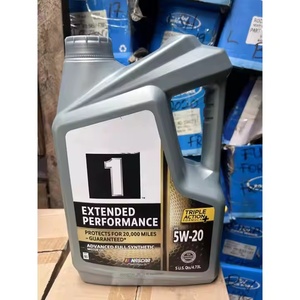 1
EXTENDED
PERFORMANCE
PROTECTS FOR 20,000 MILES
- GUARANTEED*
ADVANCED FULL SYNTHETIC
TRIPLE
ACTION
5W-20
NASCAR
5 U.S. Qts/4.73L